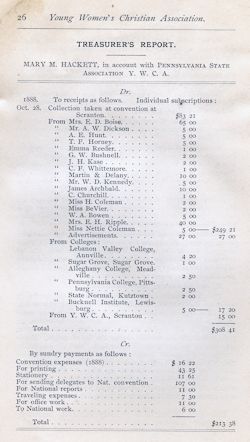 26 Young Women's Christian Association.
TREASURER'S REPORT.
MARY M. HACKETT, in account with PENNSYLVANIA STATE
ASSOCIATION Y. W. C. A.
Dr.
1888. To receipts as follows. Individual subscriptions:
Oct. 28. Collection taken at convention at
Scranton. $83 21
From Mrs. E. D. Boise, 65 00
" Mr. A. W. Dickson 5 00
" A. E. Hunt. 5 00
" T. F. Horney. 5 00
" Emma Reeder. 1 00
" G. W. Bushnell. 2 00
" J. H. Kase 2 00
" C. F. Whittemore. 1 00
" Martin & Delany. 10 00
" Mr. W. D. Kennedy. 5 00
" James Archbald. 10 00
" C. Churchill. 1 00
" Miss H. Coleman 2 00
" Miss BeVier. 2 00
" W. A. Bowen 5 00
" Mrs. E. H. Ripple. 40 00
" Miss Nettie Coleman 5 00 — $249 21
" Advertisements. 27 00 27 00
From Colleges:
" Lebanon Valley College,
Annville. 4 20
" Sugar Grove, Sugar Grove. 1 00
" Alleghany College, Mead-
ville 2 50
" Pennsylvania College, Pitts-
burg 2 50
" State Normal, Kutztown 2 00
" Bucknell Institute, Lewis-
burg. 5 00 — 17 20
From Y. W. C. A., Scranton 15 00
Total $308 41
Cr.
By sundry payments as follows:
Convention expenses (1888) $ 16 22
For printing 43 25
Stationery 11 61
For sending delegates to Nat. convention 107 00
For National reports 11 00
Traveling expenses 7 30
For office work 11 00
To National work. 6 00
Total $213 38